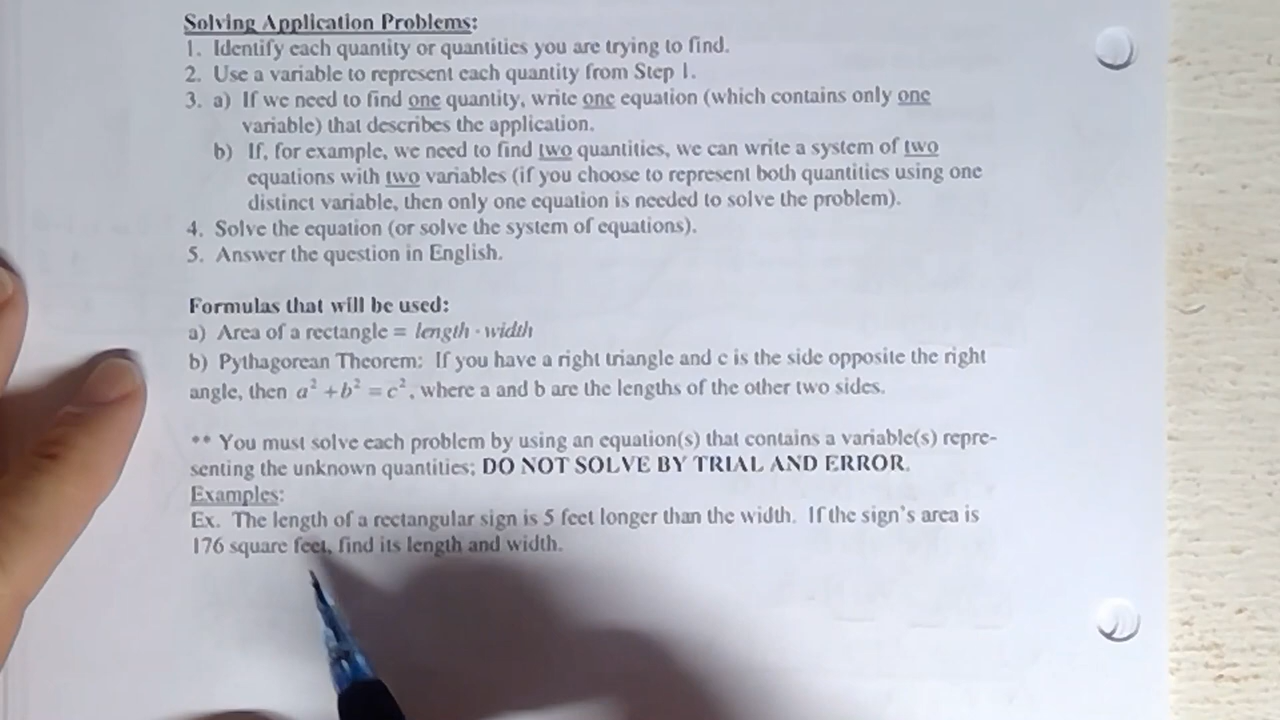 Solving Application Problems:
1. Identify each quantity or quantities you are trying to find.
2. Use a variable to represent each quantity from Step 1.
3. a) If we need to find one quantity, write one equation (which contains only one
variable) that describes the application.
b) If, for example, we need to find two quantities, we can write a system of two
equations with two variables (if you choose to represent both quantities using one
distinct variable, then only one equation is needed to solve the problem).
4. Solve the equation (or solve the system of equations).
5. Answer the question in English.
Formulas that will be used:
a) Area of a rectangle = length · width
b) Pythagorean Theorem: If you have a right triangle and c is the side opposite the right
angle, then a² + b² = c², where a and b are the lengths of the other two sides.
** You must solve each problem by using an equation(s) that contains a variable(s) repre-
senting the unknown quantities; DO NOT SOLVE BY TRIAL AND ERROR.
Examples:
Ex. The length of a rectangular sign is 5 feet longer than the width. If the sign's area is
176 square feet, find its length and width.